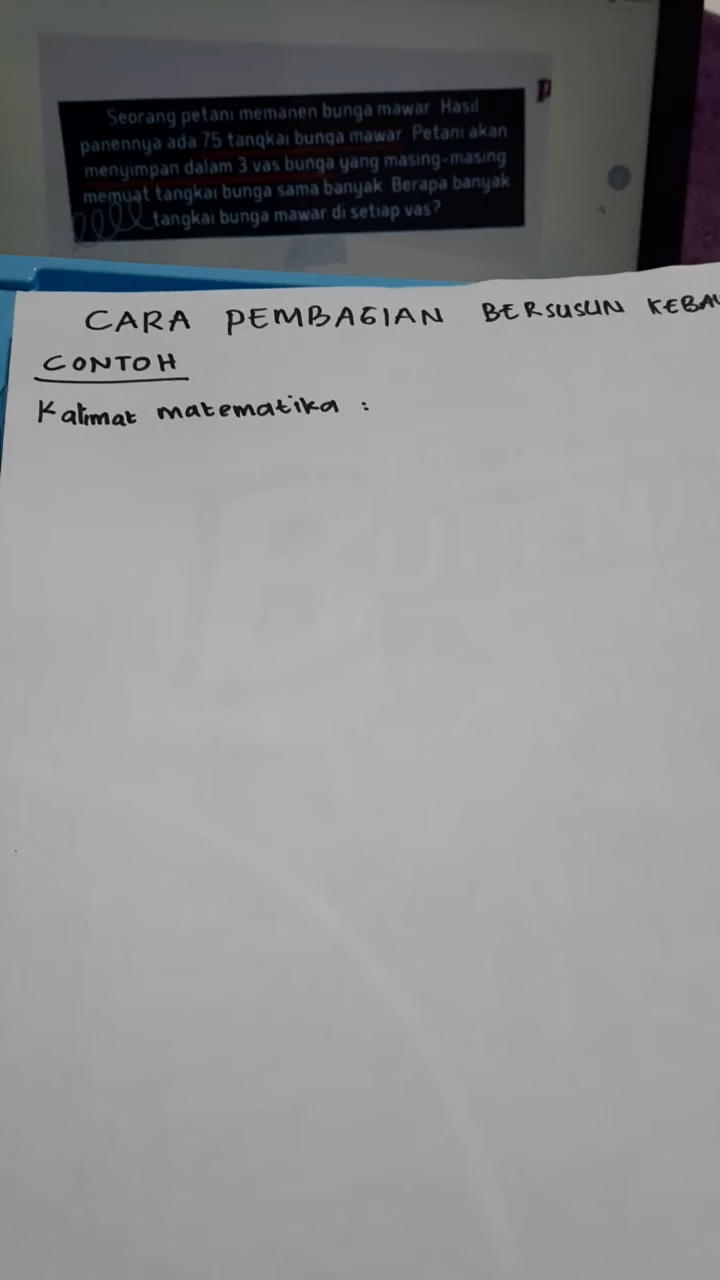 Seorang petani memanen bunga mawar Hasil
panennya ada 75 tangkai bunga mawar Petani akan
menyimpan dalam 3 vas bunga yang masing-masing
memuat tangkai bunga sama banyak Berapa banyak
tangkai bunga mawar di setiap vas?
P
CARA PEMBAGIAN BERSUSUN KEBA
CONTOH
Kalimat matematika :